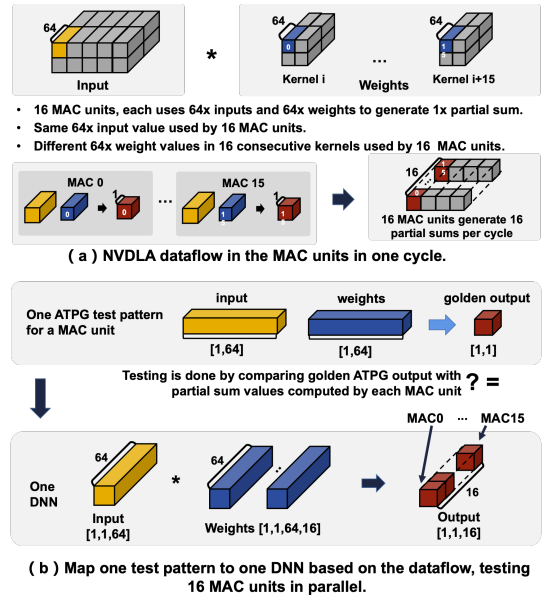 64
64
64
0
1
Input
*
Kernel i
...
Kernel i+15
Weights
• 16 MAC units, each uses 64x inputs and 64x weights to generate 1x partial sum.
• Same 64x input value used by 16 MAC units.
• Different 64x weight values in 16 consecutive kernels used by 16 MAC units.
MAC 0
...
MAC 15
0
1
0
1
1
16
0
16 MAC units generate 16
partial sums per cycle
( a ) NVDLA dataflow in the MAC units in one cycle.
input
weights
golden output
One ATPG test pattern
for a MAC unit
[1,64]
[1,64]
[1,1]
Testing is done by comparing golden ATPG output with
partial sum values computed by each MAC unit
? =
MAC0 ... MAC15
One
DNN
64
*
64
..
16
Input
[1,1,64]
Weights [1,1,64,16]
Output
[1,1,16]
( b ) Map one test pattern to one DNN based on the dataflow, testing
16 MAC units in parallel.